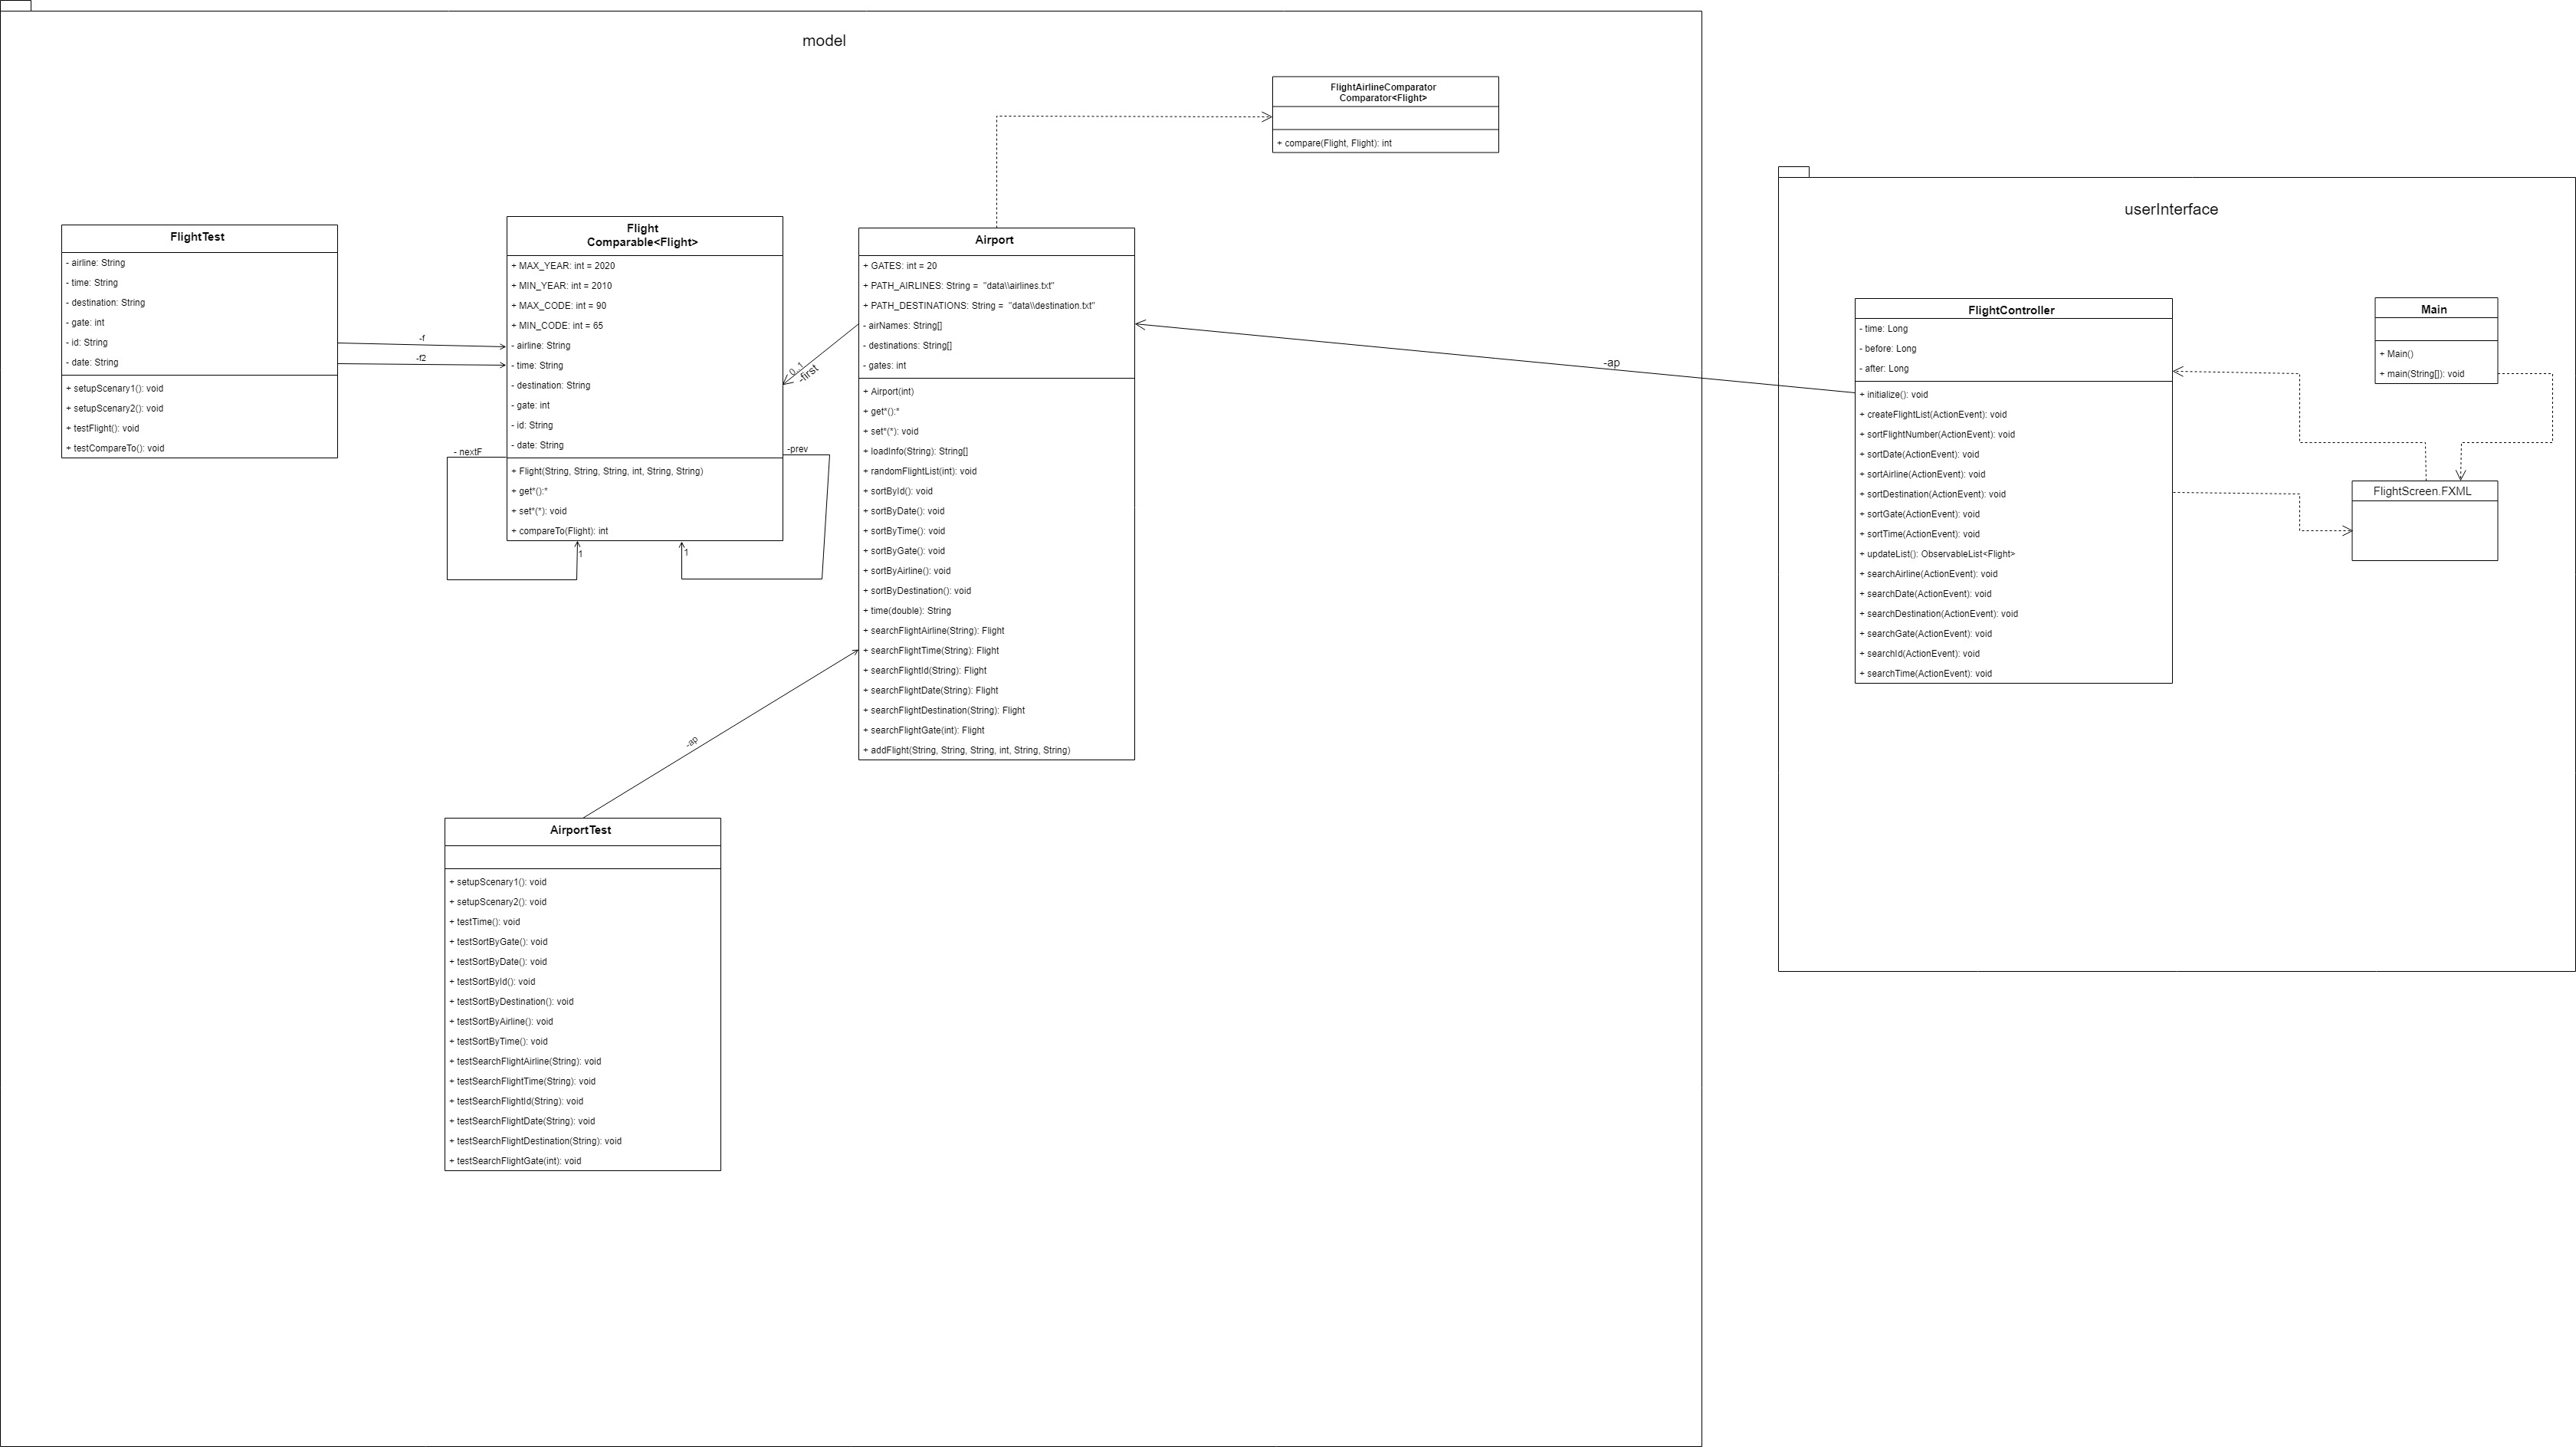 model
FlightAirlineComparator
Comparator<Flight>
+ compare(Flight, Flight): int
FlightTest
- airline: String
- time: String
- destination: String
- gate: int
- id: String
- date: String
+ setupScenary1(): void
+ setupScenary2(): void
+ testFlight(): void
+ testCompareTo(): void
-f
-f2
Flight
Comparable<Flight>
+ MAX_YEAR: int = 2020
+ MIN_YEAR: int = 2010
+ MAX_CODE: int = 90
+ MIN_CODE: int = 65
- airline: String
- time: String
- destination: String
- gate: int
- id: String
- date: String
+ Flight(String, String, String, int, String, String)
+ get*():*
+ set*(*): void
+ compareTo(Flight): int
- nextF
1
-prev
1
0..1
-first
Airport
+ GATES: int = 20
+ PATH_AIRLINES: String =  "data\\airlines.txt"
+ PATH_DESTINATIONS: String =  "data\\destination.txt"
- airNames: String[]
- destinations: String[]
- gates: int
+ Airport(int)
+ get*():*
+ set*(*): void
+ loadInfo(String): String[]
+ randomFlightList(int): void
+ sortById(): void
+ sortByDate(): void
+ sortByTime(): void
+ sortByGate(): void
+ sortByAirline(): void
+ sortByDestination(): void
+ time(double): String
+ searchFlightAirline(String): Flight
+ searchFlightTime(String): Flight
+ searchFlightId(String): Flight
+ searchFlightDate(String): Flight
+ searchFlightDestination(String): Flight
+ searchFlightGate(int): Flight
+ addFlight(String, String, String, int, String, String)
-ap
AirportTest
+ setupScenary1(): void
+ setupScenary2(): void
+ testTime(): void
+ testSortByGate(): void
+ testSortByDate(): void
+ testSortById(): void
+ testSortByDestination(): void
+ testSortByAirline(): void
+ testSortByTime(): void
+ testSearchFlightAirline(String): void
+ testSearchFlightTime(String): void
+ testSearchFlightId(String): void
+ testSearchFlightDate(String): void
+ testSearchFlightDestination(String): void
+ testSearchFlightGate(int): void
-ap
userInterface
FlightController
- time: Long
- before: Long
- after: Long
+ initialize(): void
+ createFlightList(ActionEvent): void
+ sortFlightNumber(ActionEvent): void
+ sortDate(ActionEvent): void
+ sortAirline(ActionEvent): void
+ sortDestination(ActionEvent): void
+ sortGate(ActionEvent): void
+ sortTime(ActionEvent): void
+ updateList(): ObservableList<Flight>
+ searchAirline(ActionEvent): void
+ searchDate(ActionEvent): void
+ searchDestination(ActionEvent): void
+ searchGate(ActionEvent): void
+ searchId(ActionEvent): void
+ searchTime(ActionEvent): void
Main
+ Main()
+ main(String[]): void
FlightScreen.FXML